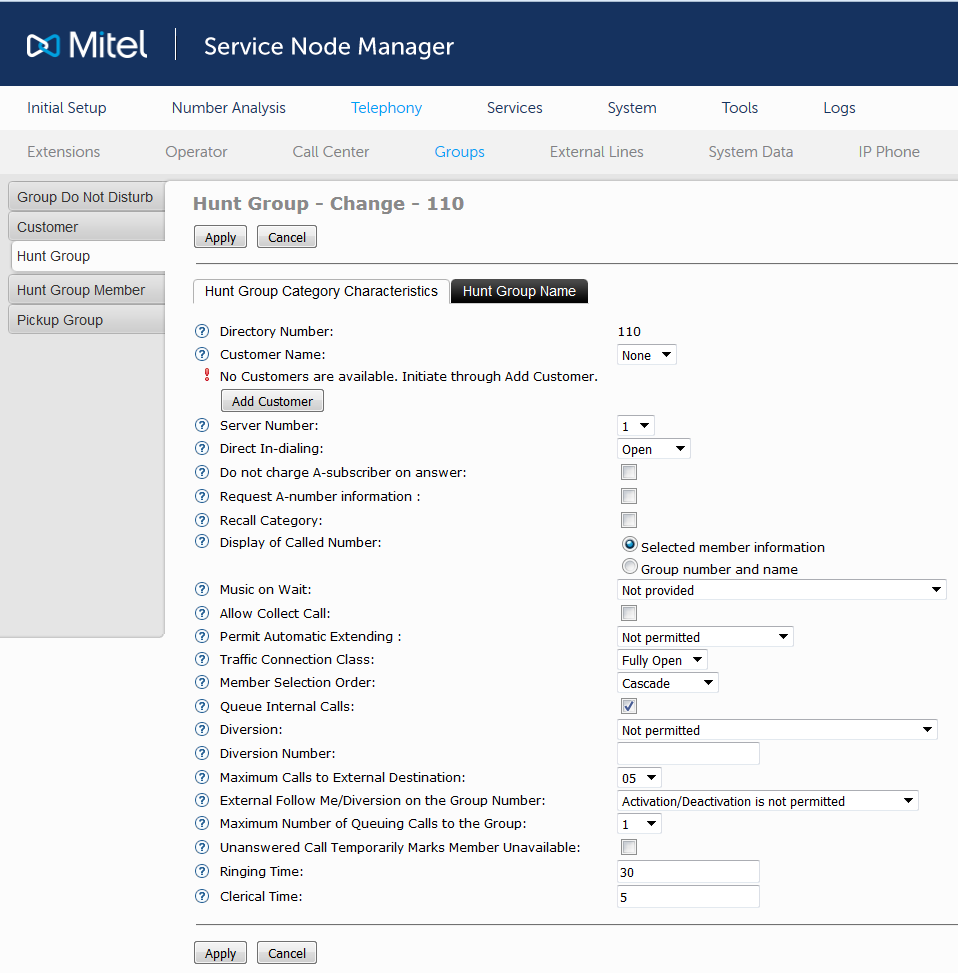 Mitel Service Node Manager
Initial Setup Number Analysis Telephony Services System Tools Logs
Extensions Operator Call Center Groups External Lines System Data IP Phone
Group Do Not Disturb
Customer
Hunt Group
Hunt Group Member
Pickup Group
Hunt Group - Change - 110
Apply Cancel
Hunt Group Category Characteristics Hunt Group Name
? Directory Number: 110
? Customer Name: None
! No Customers are available. Initiate through Add Customer.
Add Customer
? Server Number: 1
? Direct In-dialing: Open
? Do not charge A-subscriber on answer:
? Request A-number information :
? Recall Category:
? Display of Called Number: Selected member information
Group number and name
? Music on Wait: Not provided
? Allow Collect Call:
? Permit Automatic Extending : Not permitted
? Traffic Connection Class: Fully Open
? Member Selection Order: Cascade
? Queue Internal Calls:
? Diversion: Not permitted
? Diversion Number:
? Maximum Calls to External Destination: 05
? External Follow Me/Diversion on the Group Number: Activation/Deactivation is not permitted
? Maximum Number of Queuing Calls to the Group: 1
? Unanswered Call Temporarily Marks Member Unavailable:
? Ringing Time: 30
? Clerical Time: 5
Apply Cancel